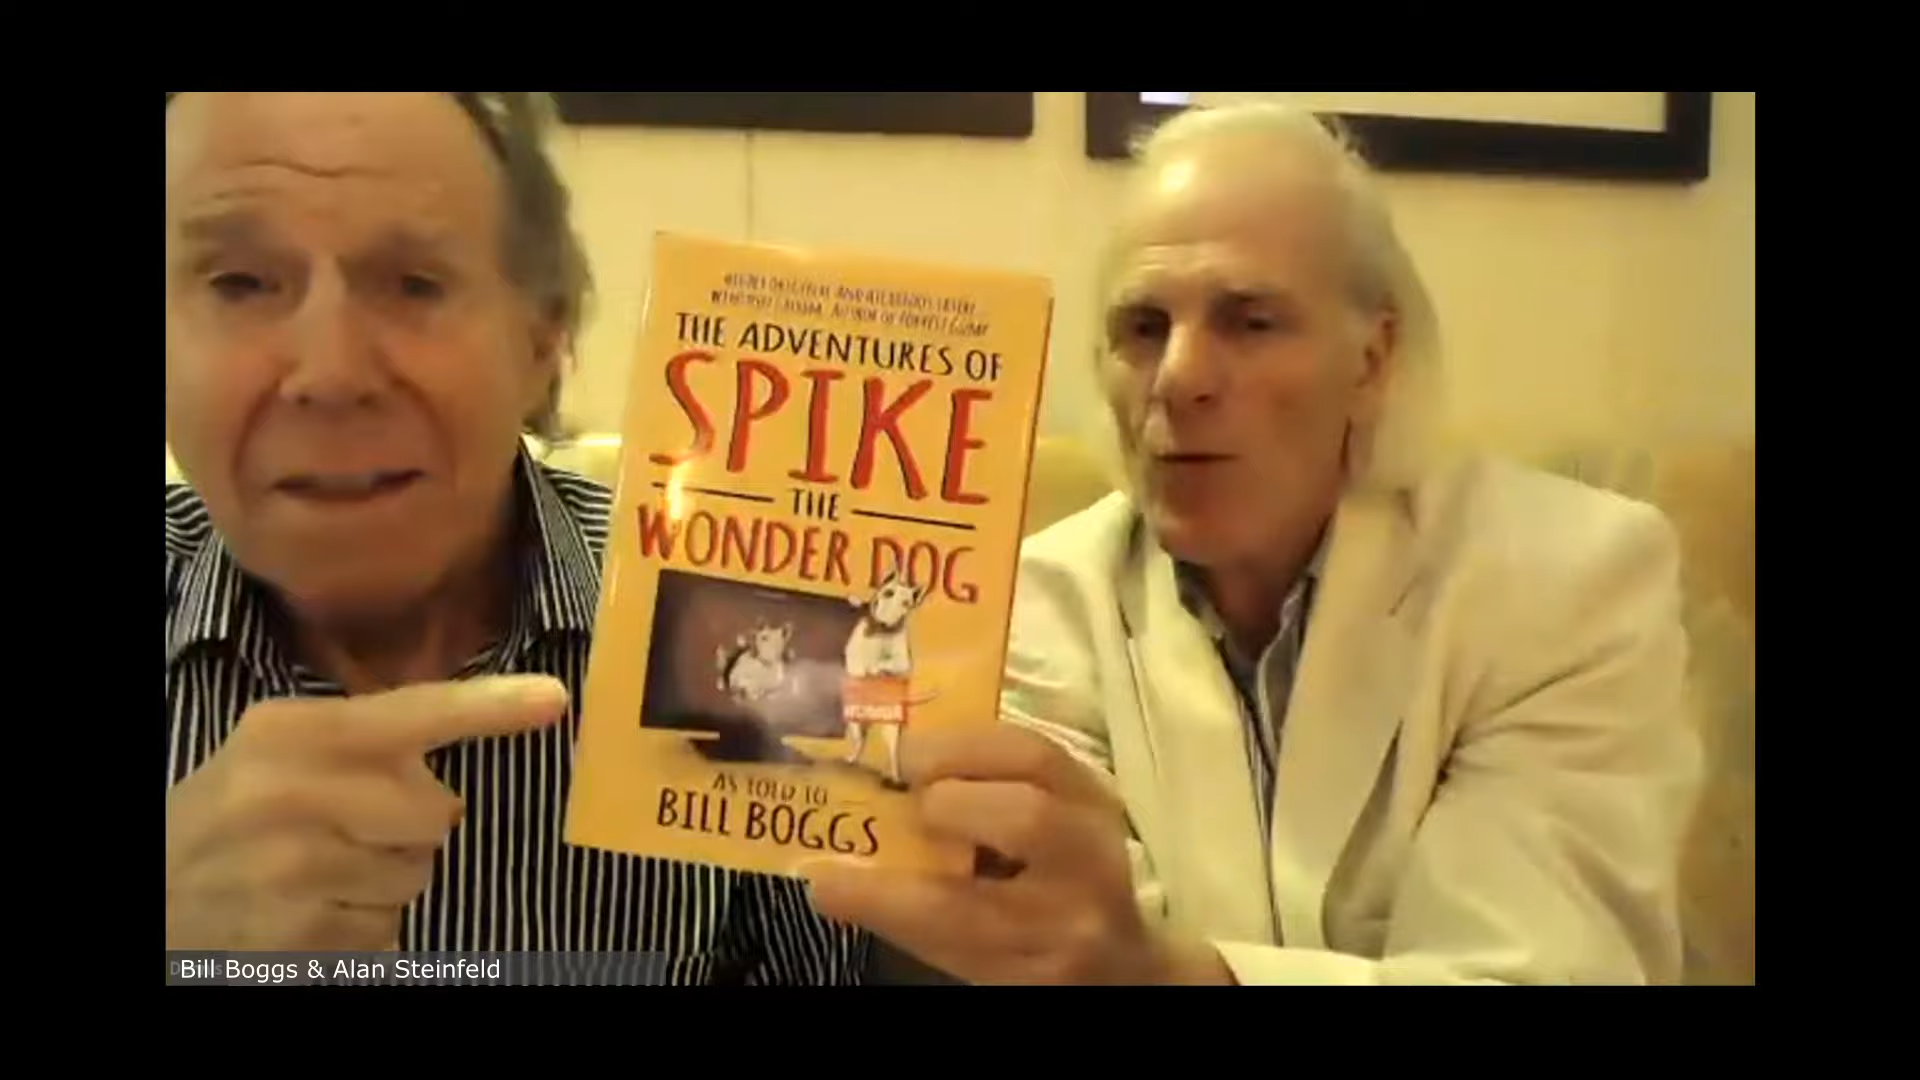 THE ADVENTURES OF
SPIKE
THE
WONDER DOG
AS TOLD TO
BILL BOGGS
Bill Boggs & Alan Steinfeld